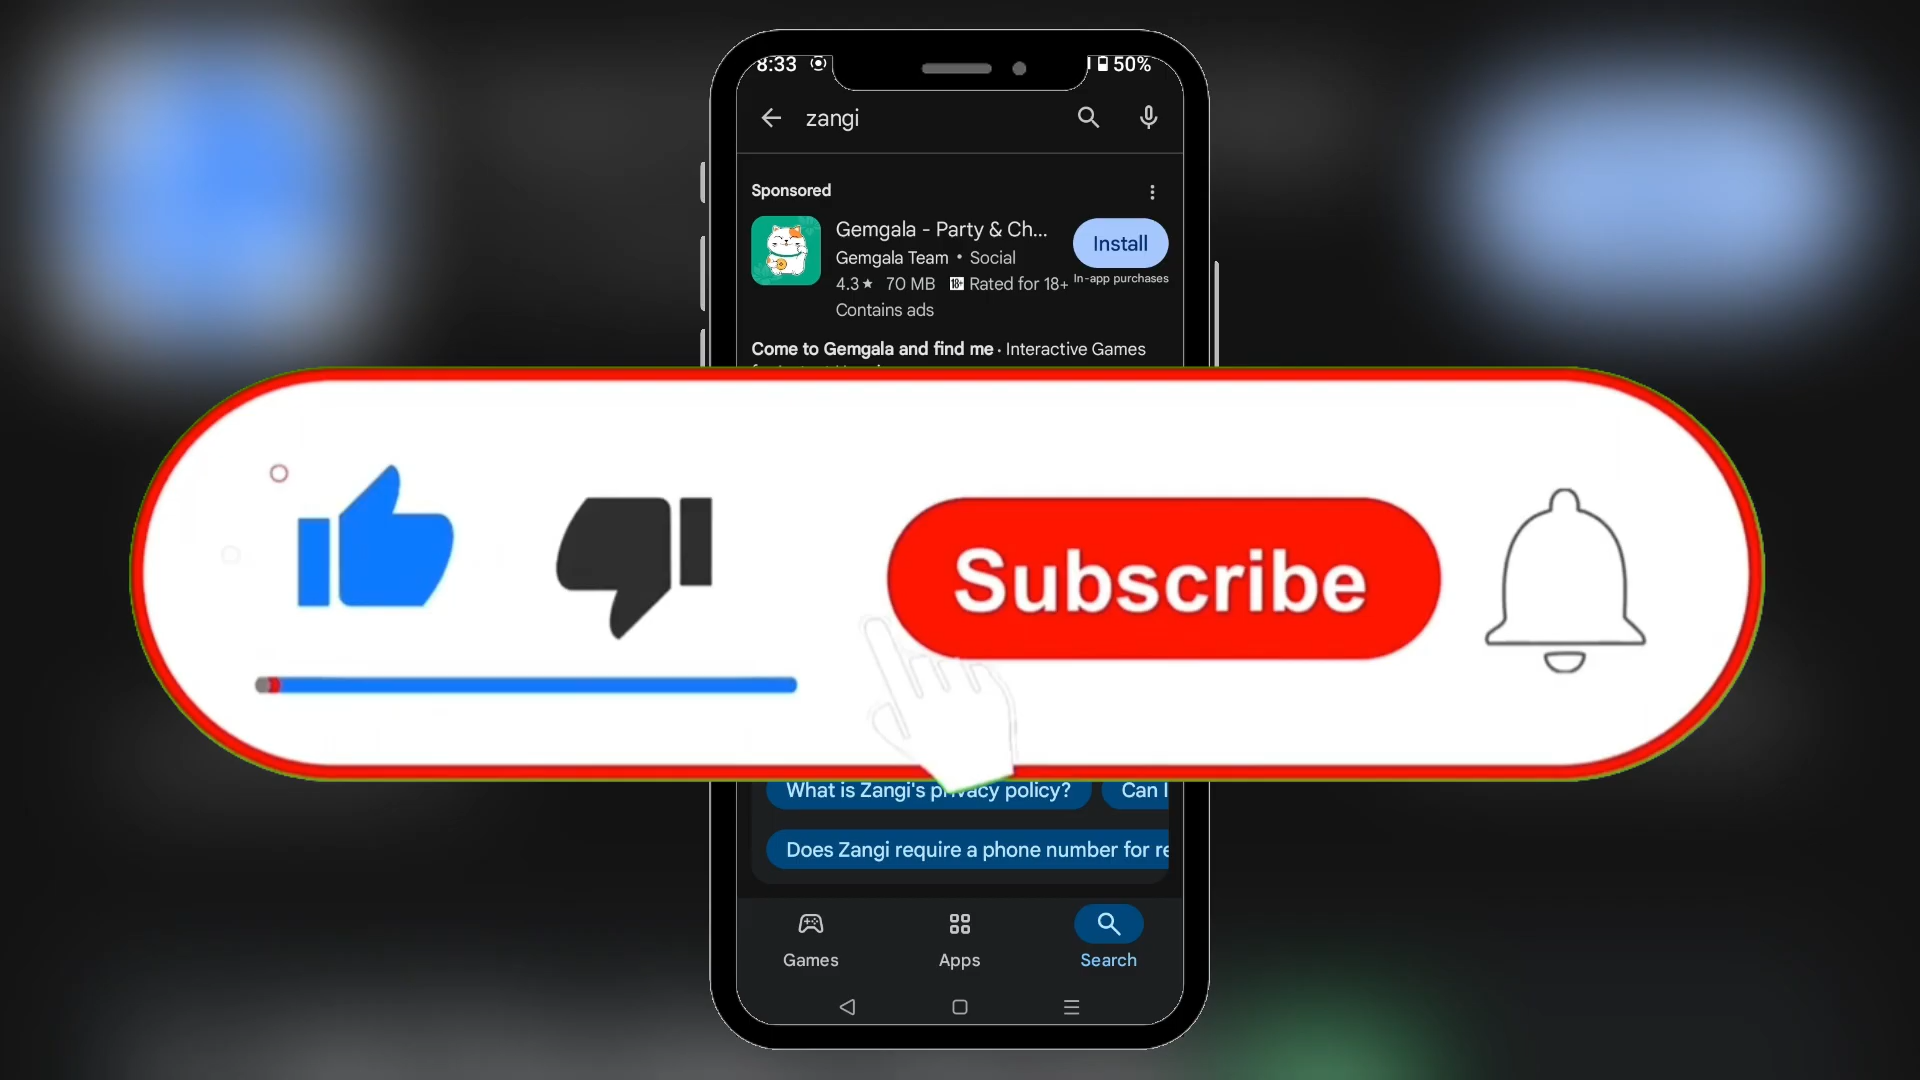 8:33
50%
zangi
Sponsored
Gemgala - Party & Ch...
Install
Gemgala Team • Social
4.3★ 70 MB 18+ Rated for 18+
In-app purchases
Contains ads
Come to Gemgala and find me · Interactive Games
Subscribe
What is Zangi's privacy policy?
Can I
Does Zangi require a phone number for re
Games
Apps
Search